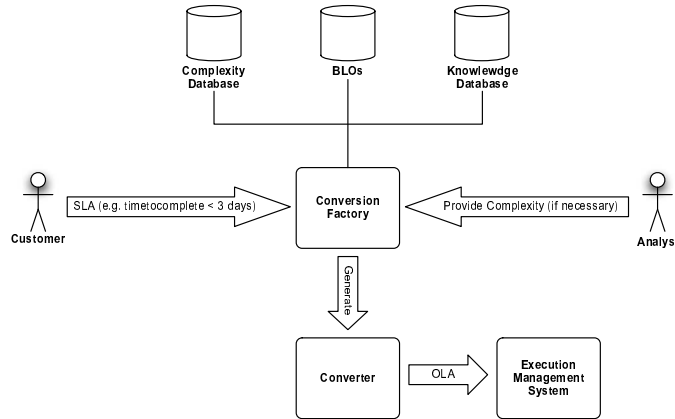 Complexity
Database
BLOs
Knowlewdge
Database
SLA (e.g. timetocomplete < 3 days)
Conversion
Factory
Provide Complexity (if necessary)
Customer
Analys
Generate
Converter
OLA
Execution
Management
System